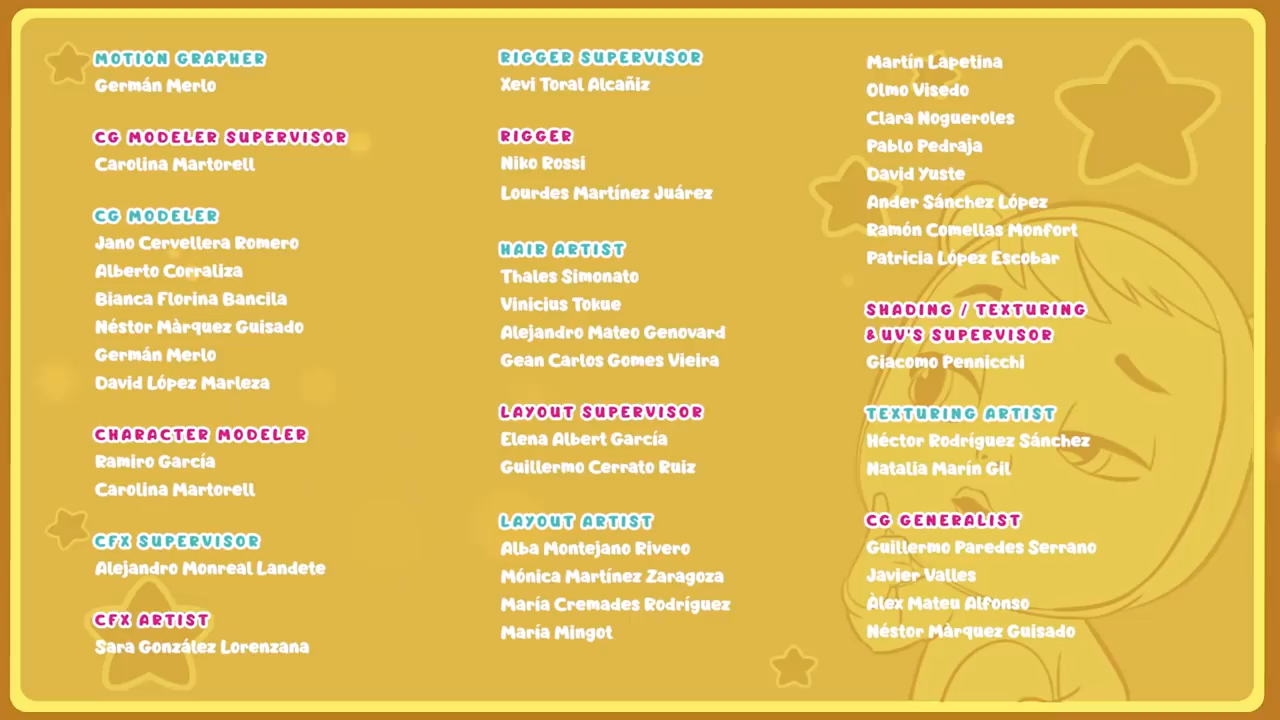 MOTION GRAPHER
Germán Merlo
CG MODELER SUPERVISOR
Carolina Martorell
CG MODELER
Jano Cervellera Romero
Alberto Corraliza
Bianca Florina Bancila
Néstor Màrquez Guisado
Germán Merlo
David López Marleza
CHARACTER MODELER
Ramiro García
Carolina Martorell
CFX SUPERVISOR
Alejandro Monreal Landete
CFX ARTIST
Sara González Lorenzana
RIGGER SUPERVISOR
Xevi Toral Alcañiz
RIGGER
Niko Rossi
Lourdes Martínez Juárez
HAIR ARTIST
Thales Simonato
Vinicius Tokue
Alejandro Mateo Genovard
Gean Carlos Gomes Vieira
LAYOUT SUPERVISOR
Elena Albert García
Guillermo Cerrato Ruiz
LAYOUT ARTIST
Alba Montejano Rivero
Mónica Martínez Zaragoza
María Cremades Rodríguez
María Mingot
Martín Lapetina
Olmo Visedo
Clara Nogueroles
Pablo Pedraja
David Yuste
Ander Sánchez López
Ramón Comellas Monfort
Patricia López Escobar
SHADING / TEXTURING
& UV'S SUPERVISOR
Giacomo Pennicchi
TEXTURING ARTIST
Héctor Rodríguez Sánchez
Natalia Marín Gil
CG GENERALIST
Guillermo Paredes Serrano
Javier Valles
Àlex Mateu Alfonso
Néstor Màrquez Guisado